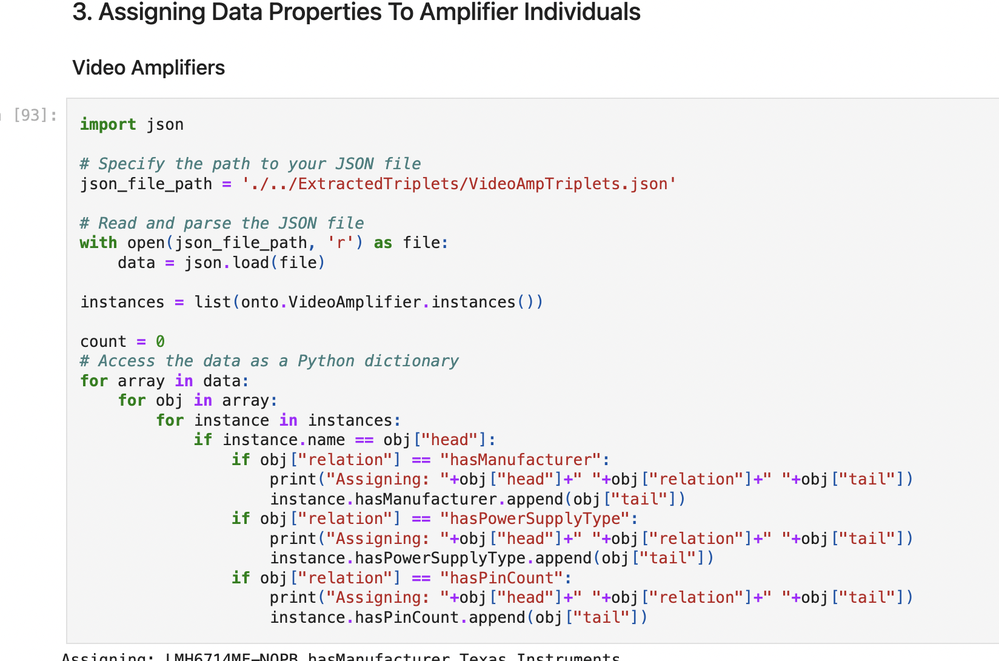 3. Assigning Data Properties To Amplifier Individuals
Video Amplifiers
[93]:
import json
# Specify the path to your JSON file
json_file_path = './../ExtractedTriplets/VideoAmpTriplets.json'
# Read and parse the JSON file
with open(json_file_path, 'r') as file:
    data = json.load(file)
instances = list(onto.VideoAmplifier.instances())
count = 0
# Access the data as a Python dictionary
for array in data:
    for obj in array:
        for instance in instances:
            if instance.name == obj["head"]:
                if obj["relation"] == "hasManufacturer":
                    print("Assigning: "+obj["head"]+" "+obj["relation"]+" "+obj["tail"])
                    instance.hasManufacturer.append(obj["tail"])
                if obj["relation"] == "hasPowerSupplyType":
                    print("Assigning: "+obj["head"]+" "+obj["relation"]+" "+obj["tail"])
                    instance.hasPowerSupplyType.append(obj["tail"])
                if obj["relation"] == "hasPinCount":
                    print("Assigning: "+obj["head"]+" "+obj["relation"]+" "+obj["tail"])
                    instance.hasPinCount.append(obj["tail"])
Assigning: LMH6714MF-NOPB hasManufacturer Texas Instruments